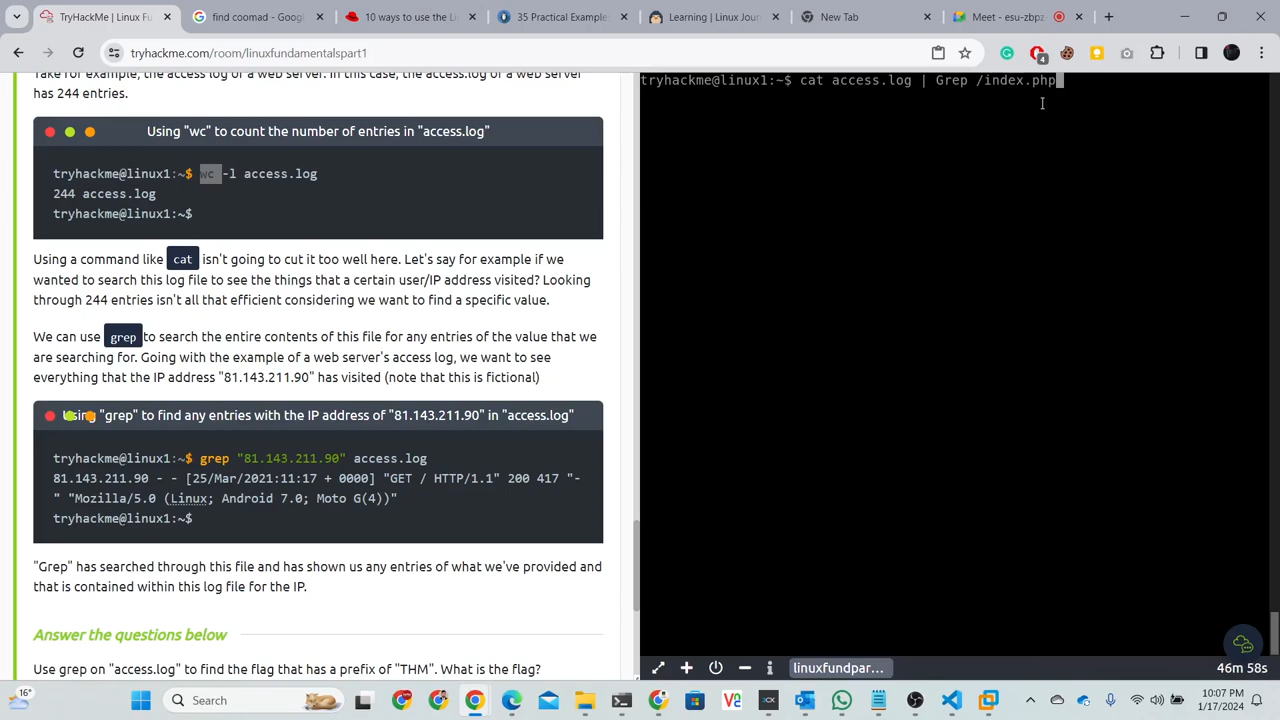 TryHackMe | Linux Fu
find coomad - Googl
10 ways to use the Li
35 Practical Example
Learning | Linux Jour
New Tab
Meet - esu-zbpz
tryhackme.com/room/linuxfundamentalspart1
4
Take for example, the access log of a web server. In this case, the access.log of a web server
has 244 entries.
Using "wc" to count the number of entries in "access.log"
tryhackme@linux1:~$ wc -l access.log
244 access.log
tryhackme@linux1:~$
Using a command like cat isn't going to cut it too well here. Let's say for example if we
wanted to search this log file to see the things that a certain user/IP address visited? Looking
through 244 entries isn't all that efficient considering we want to find a specific value.
We can use grep to search the entire contents of this file for any entries of the value that we
are searching for. Going with the example of a web server's access log, we want to see
everything that the IP address "81.143.211.90" has visited (note that this is fictional)
Using "grep" to find any entries with the IP address of "81.143.211.90" in "access.log"
tryhackme@linux1:~$ grep "81.143.211.90" access.log
81.143.211.90 - - [25/Mar/2021:11:17 + 0000] "GET / HTTP/1.1" 200 417 "-
" "Mozilla/5.0 (Linux; Android 7.0; Moto G(4))"
tryhackme@linux1:~$
"Grep" has searched through this file and has shown us any entries of what we've provided and
that is contained within this log file for the IP.
Answer the questions below
Use grep on "access.log" to find the flag that has a prefix of "THM". What is the flag?
tryhackme@linux1:~$ cat access.log | Grep /index.php
linuxfundpar...
46m 58s
16°
Search
10:07 PM
1/17/2024